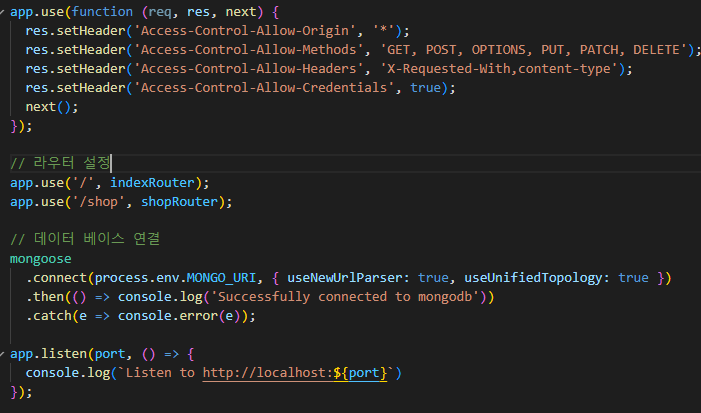 app.use(function (req, res, next) {
  res.setHeader('Access-Control-Allow-Origin', '*');
  res.setHeader('Access-Control-Allow-Methods', 'GET, POST, OPTIONS, PUT, PATCH, DELETE');
  res.setHeader('Access-Control-Allow-Headers', 'X-Requested-With,content-type');
  res.setHeader('Access-Control-Allow-Credentials', true);
  next();
});
// 라우터 설정
app.use('/', indexRouter);
app.use('/shop', shopRouter);
// 데이터 베이스 연결
mongoose
  .connect(process.env.MONGO_URI, { useNewUrlParser: true, useUnifiedTopology: true })
  .then(() => console.log('Successfully connected to mongodb'))
  .catch(e => console.error(e));
app.listen(port, () => {
  console.log(`Listen to http://localhost:${port}`)
});